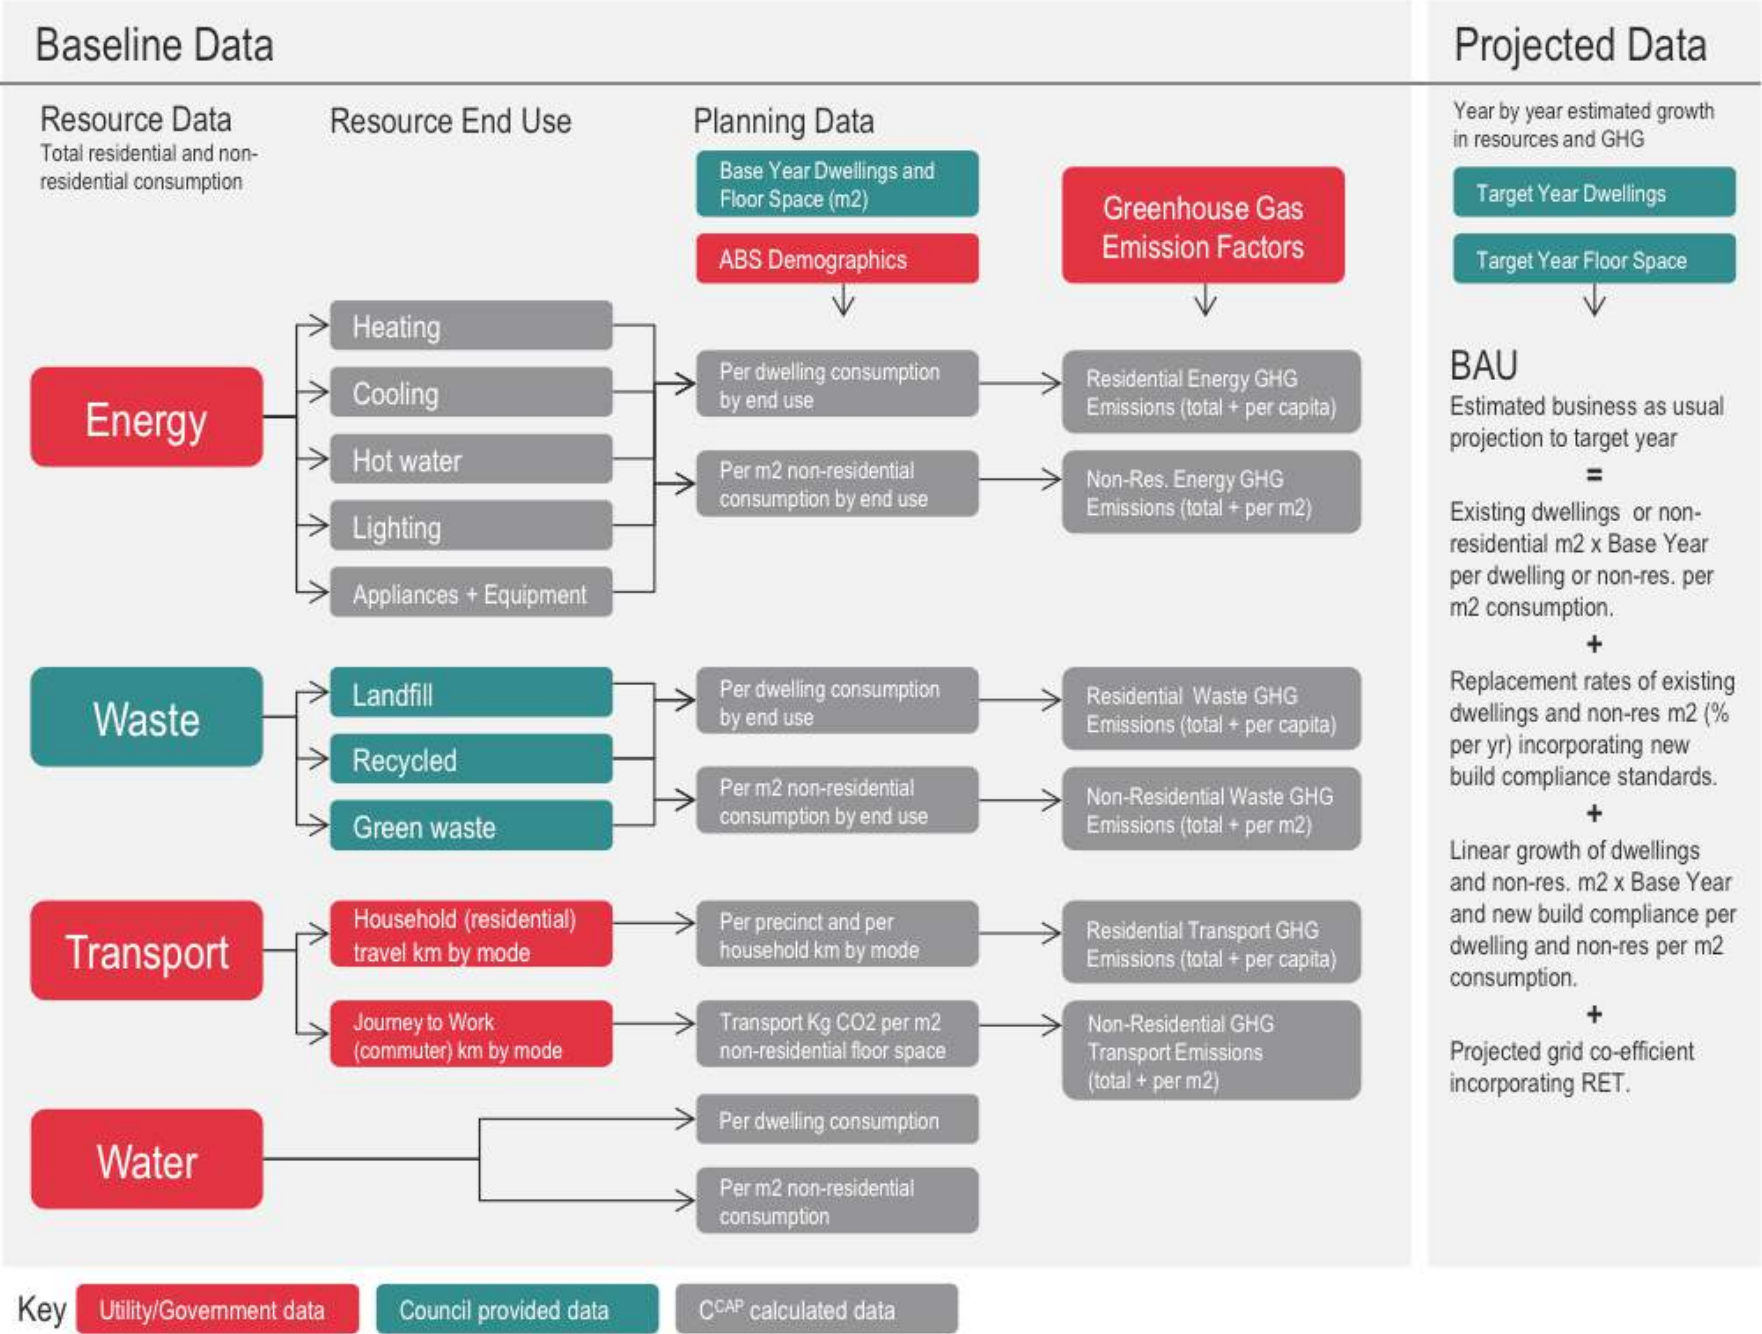 Baseline Data
Projected Data
Resource Data
Total residential and non-
residential consumption
Resource End Use
Planning Data
Base Year Dwellings and
Floor Space (m2)
ABS Demographics
Greenhouse Gas
Emission Factors
Year by year estimated growth
in resources and GHG
Target Year Dwellings
Target Year Floor Space
Energy
Heating
Cooling
Hot water
Lighting
Appliances + Equipment
Per dwelling consumption
by end use
Per m2 non-residential
consumption by end use
Residential Energy GHG
Emissions (total + per capita)
Non-Res. Energy GHG
Emissions (total + per m2)
Waste
Landfill
Recycled
Green waste
Per dwelling consumption
by end use
Per m2 non-residential
consumption by end use
Residential Waste GHG
Emissions (total + per capita)
Non-Residential Waste GHG
Emissions (total + per m2)
Transport
Household (residential)
travel km by mode
Journey to Work
(commuter) km by mode
Per precinct and per
household km by mode
Transport Kg CO2 per m2
non-residential floor space
Residential Transport GHG
Emissions (total + per capita)
Non-Residential GHG
Transport Emissions
(total + per m2)
Water
Per dwelling consumption
Per m2 non-residential
consumption
BAU
Estimated business as usual
projection to target year
=
Existing dwellings or non-
residential m2 x Base Year
per dwelling or non-res. per
m2 consumption.
+
Replacement rates of existing
dwellings and non-res m2 (%
per yr) incorporating new
build compliance standards.
+
Linear growth of dwellings
and non-res. m2 x Base Year
and new build compliance per
dwelling and non-res per m2
consumption.
+
Projected grid co-efficient
incorporating RET.
Key
Utility/Government data
Council provided data
CCAP calculated data